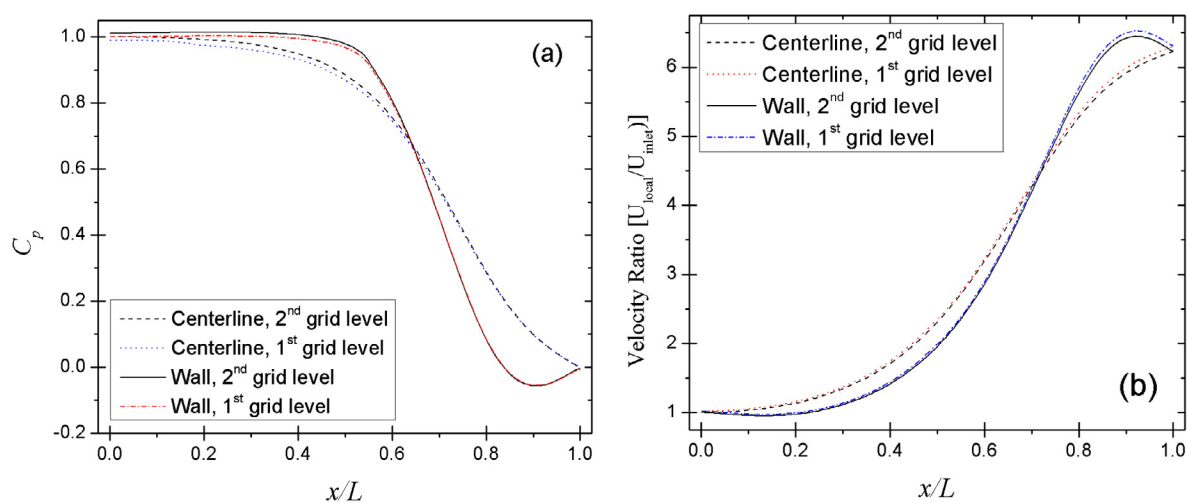 1.0
0.8
0.6
0.4
0.2
0.0
-0.2
C_p
(a)
Centerline, 2nd grid level
Centerline, 1st grid level
Wall, 2nd grid level
Wall, 1st grid level
0.0 0.2 0.4 0.6 0.8 1.0
x/L
6
5
4
3
2
1
Velocity Ratio [U_local/U_inlet)]
Centerline, 2nd grid level
Centerline, 1st grid level
Wall, 2nd grid level
Wall, 1st grid level
(b)
0.0 0.2 0.4 0.6 0.8 1.0
x/L